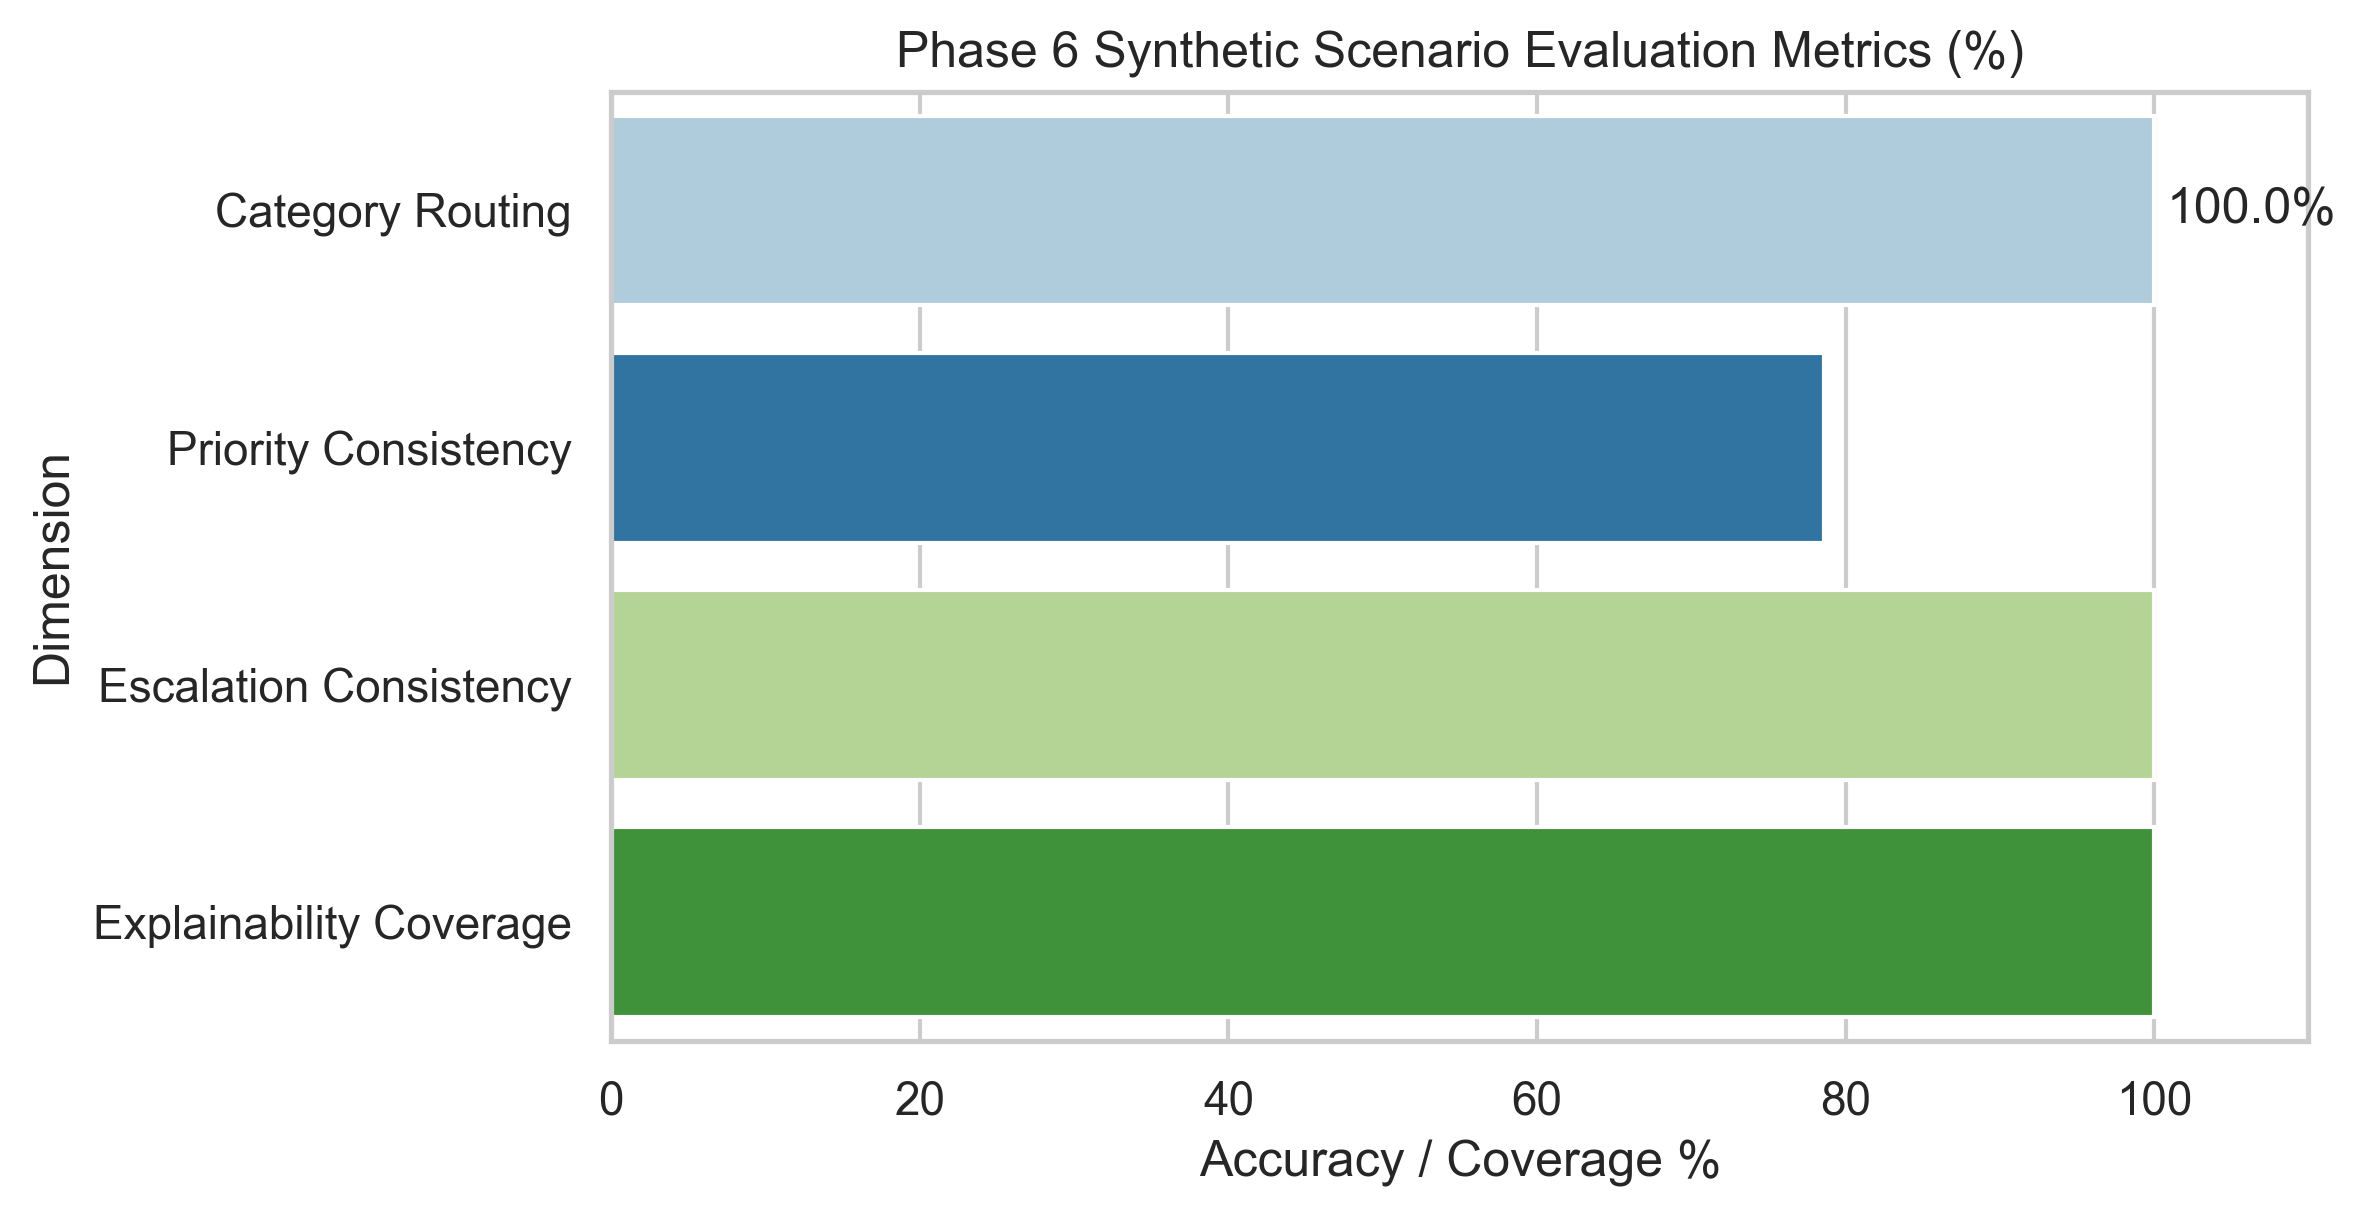 Phase 6 Synthetic Scenario Evaluation Metrics (%)
Category Routing
100.0%
Priority Consistency
Escalation Consistency
Explainability Coverage
Dimension
0 20 40 60 80 100
Accuracy / Coverage %